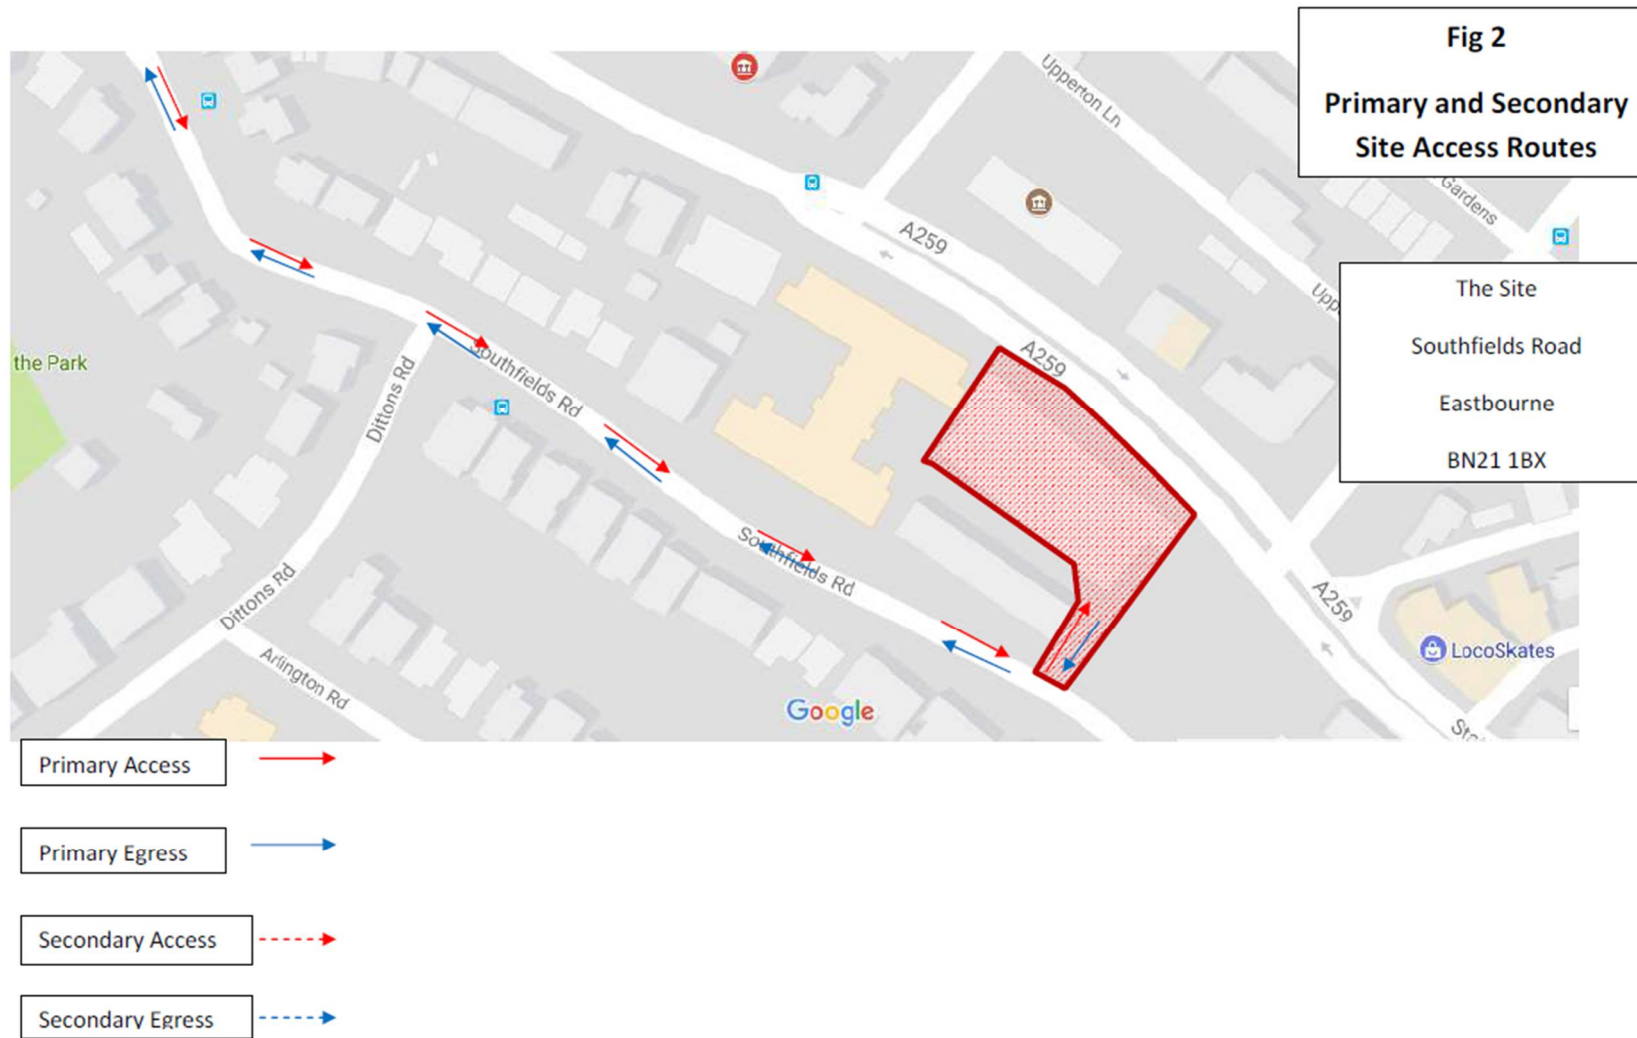 Fig 2
Primary and Secondary
Site Access Routes
Upperton Ln
Gardens
A259
The Site
Southfields Road
Eastbourne
BN21 1BX
A259
the Park
Southfields Rd
Dittons Rd
Southfields Rd
Dittons Rd
A259
LocoSkates
Arlington Rd
Google
Primary Access
Primary Egress
Secondary Access
Secondary Egress